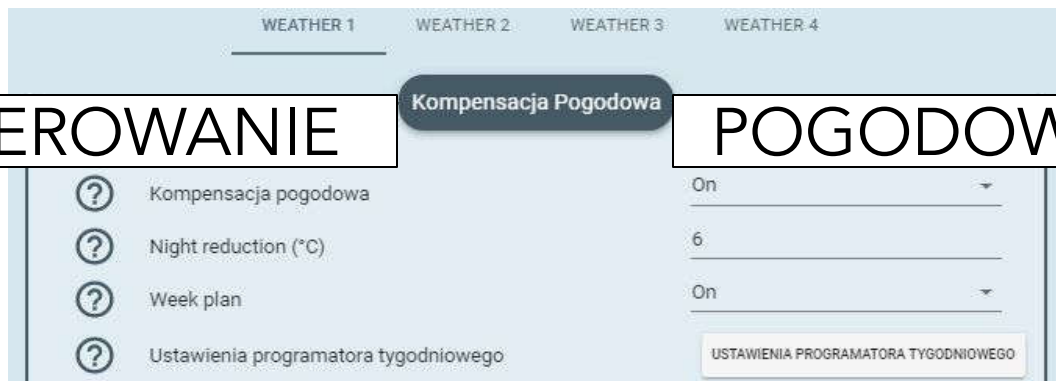 WEATHER 1 WEATHER 2 WEATHER 3 WEATHER 4
Kompensacja Pogodowa
EROWANIE POGODOW
Kompensacja pogodowa On
Night reduction (°C) 6
Week plan On
Ustawienia programatora tygodniowego USTAWIENIA PROGRAMATORA TYGODNIOWEGO